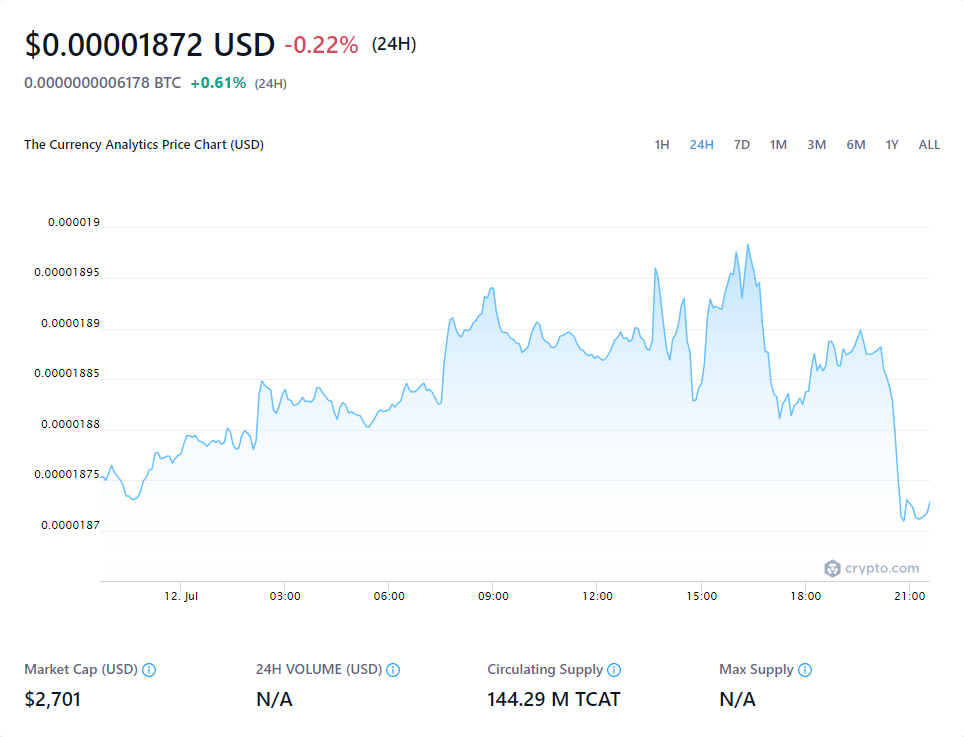 $0.00001872 USD -0.22% (24H)
0.0000000006178 BTC +0.61% (24H)
The Currency Analytics Price Chart (USD) 1H 24H 7D 1M 3M 6M 1Y ALL
0.000019
0.00001895
0.0000189
0.00001885
0.0000188
0.00001875
0.0000187
crypto.com
12. Jul 03:00 06:00 09:00 12:00 15:00 18:00 21:00
Market Cap (USD) 24H VOLUME (USD) Circulating Supply Max Supply
$2,701 N/A 144.29 M TCAT N/A